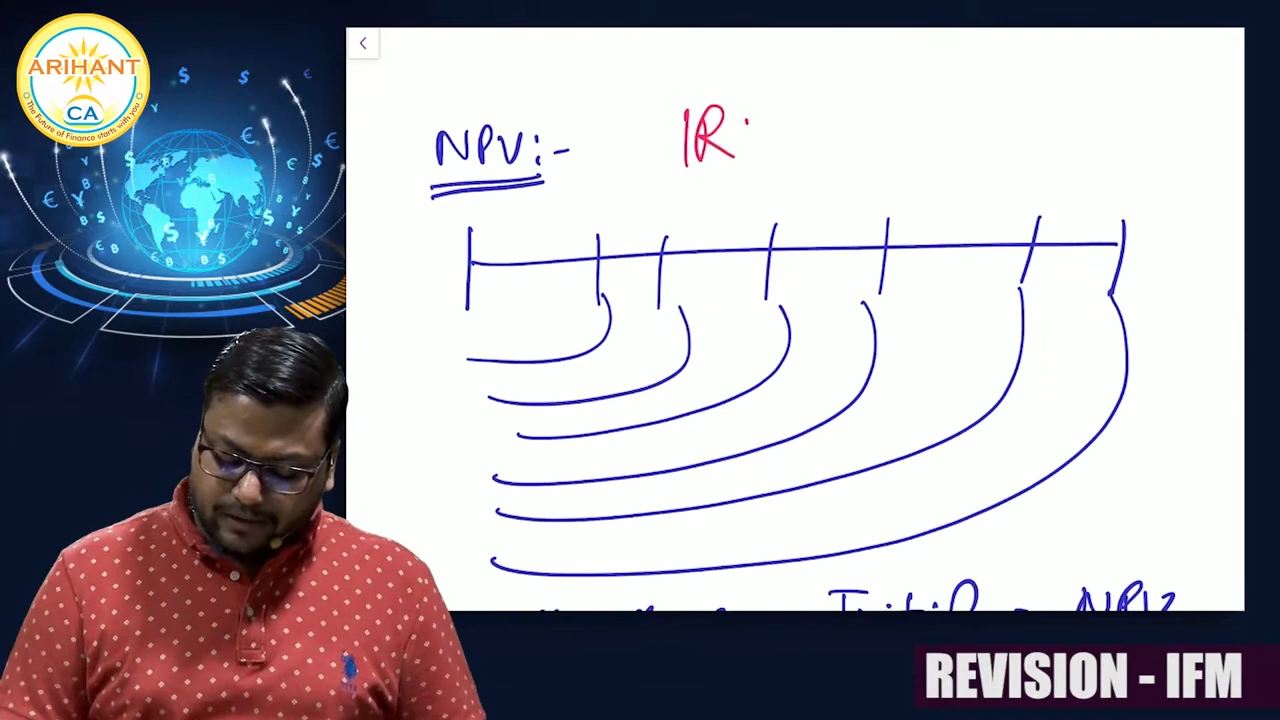 ARIHANT
CA
The Future of Finance starts with you
NPV:- IR
REVISION - IFM